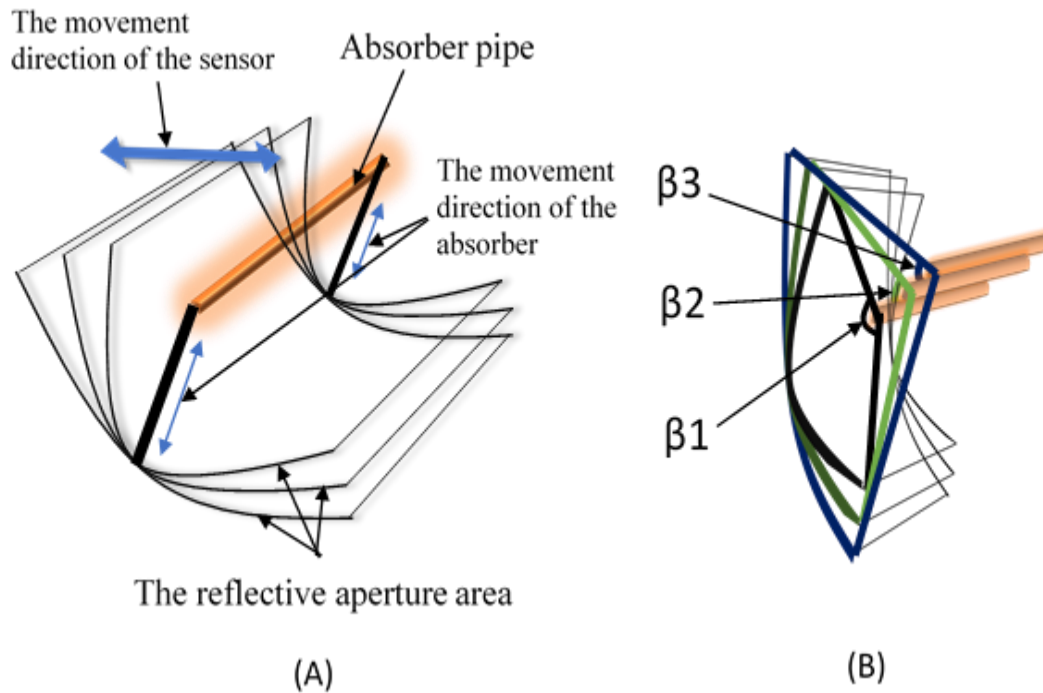 The movement
direction of the sensor
Absorber pipe
The movement
direction of the
absorber
The reflective aperture area
(A)
β3
β2
β1
(B)